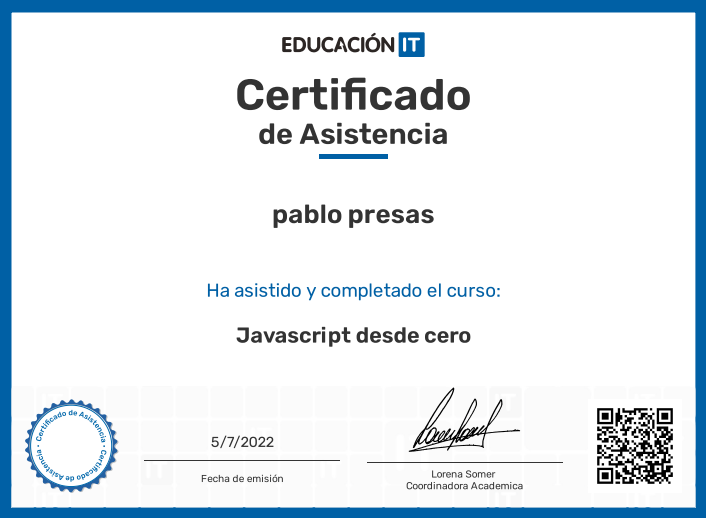 EDUCACIÓN IT
Certificado
de Asistencia
pablo presas
Ha asistido y completado el curso:
Javascript desde cero
Certificado de Asistencia • Certificado de Asistencia •
5/7/2022
Fecha de emisión
Lorena Somer
Coordinadora Academica